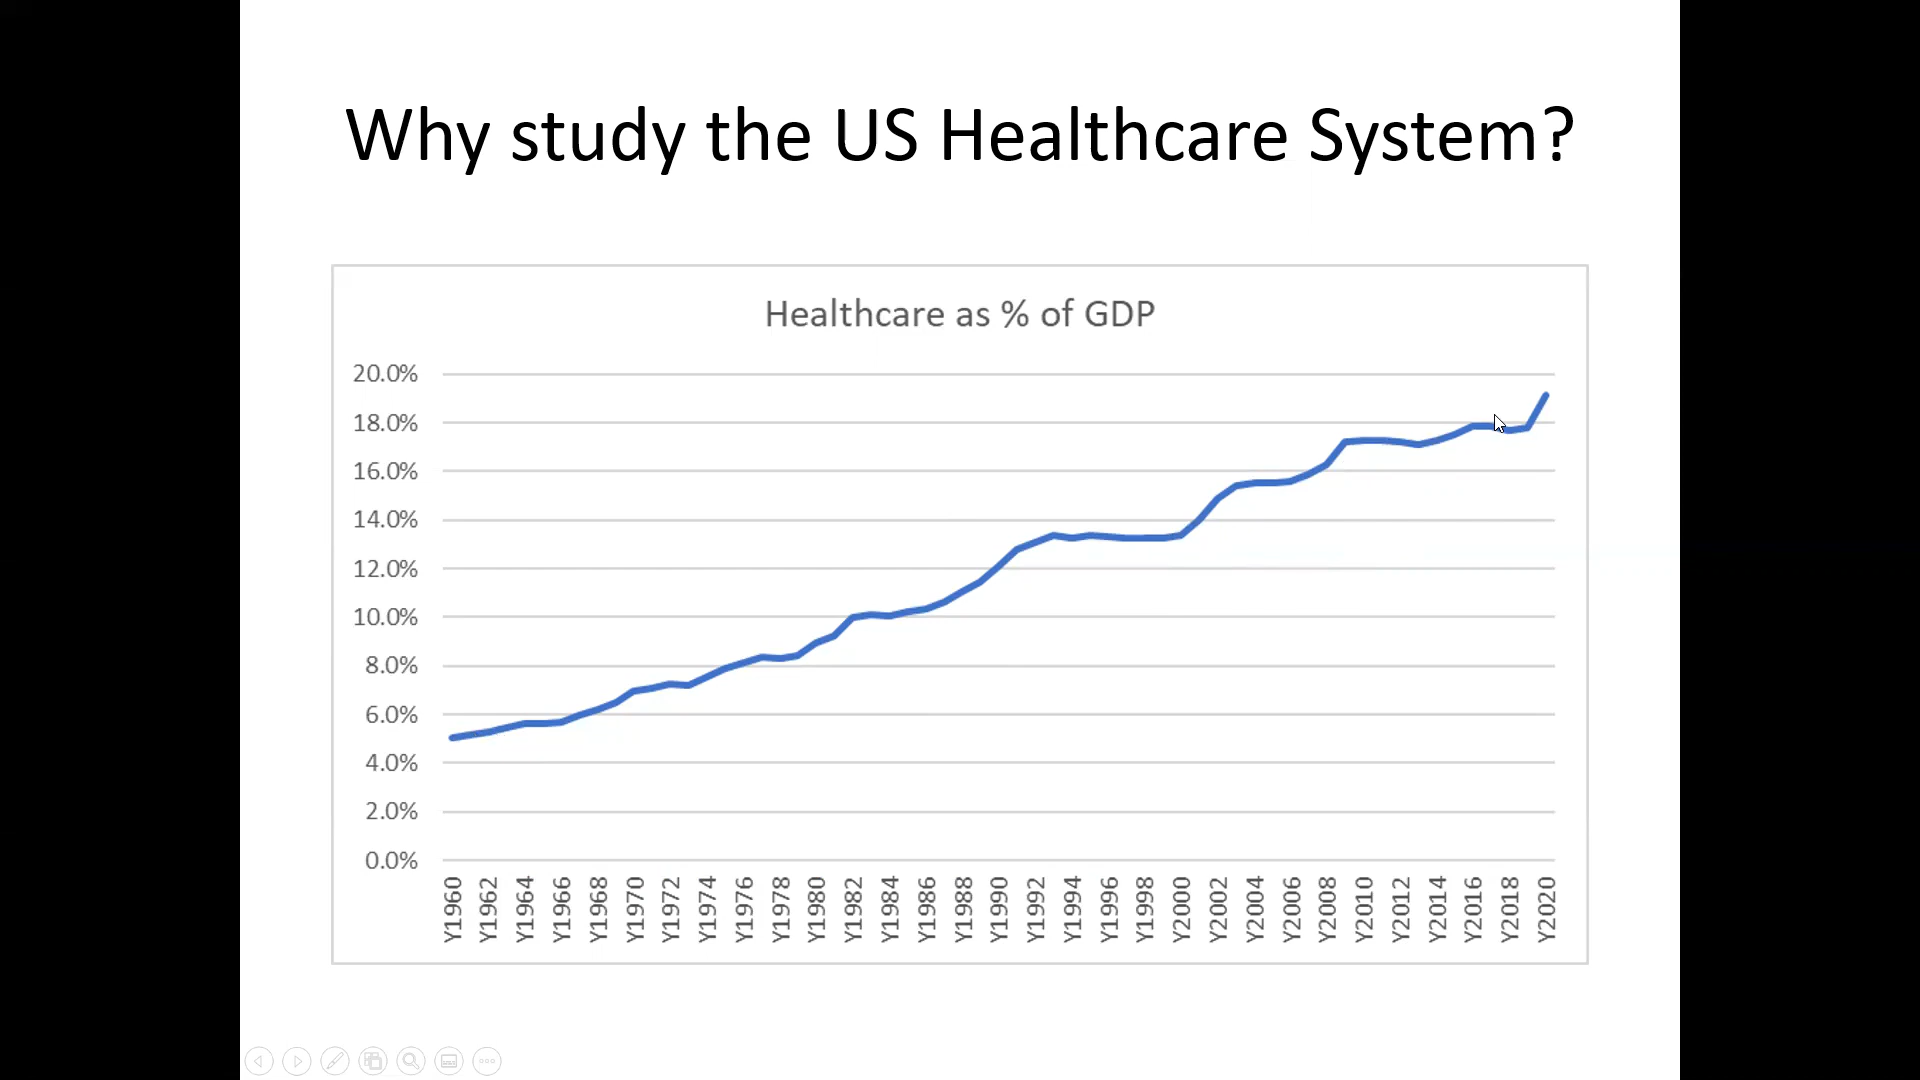 Why study the US Healthcare System?
Healthcare as % of GDP
20.0%
18.0%
16.0%
14.0%
12.0%
10.0%
8.0%
6.0%
4.0%
2.0%
0.0%
Y1960
Y1962
Y1964
Y1966
Y1968
Y1970
Y1972
Y1974
Y1976
Y1978
Y1980
Y1982
Y1984
Y1986
Y1988
Y1990
Y1992
Y1994
Y1996
Y1998
Y2000
Y2002
Y2004
Y2006
Y2008
Y2010
Y2012
Y2014
Y2016
Y2018
Y2020